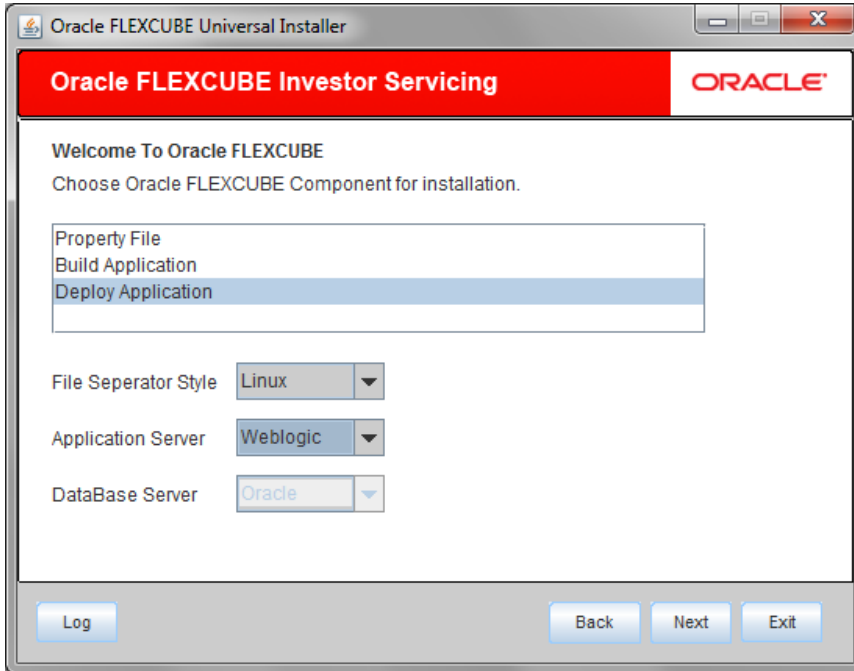 Oracle FLEXCUBE Universal Installer
Oracle FLEXCUBE Investor Servicing
ORACLE
Welcome To Oracle FLEXCUBE
Choose Oracle FLEXCUBE Component for installation.
Property File
Build Application
Deploy Application
File Seperator Style Linux
Application Server Weblogic
DataBase Server Oracle
Log Back Next Exit